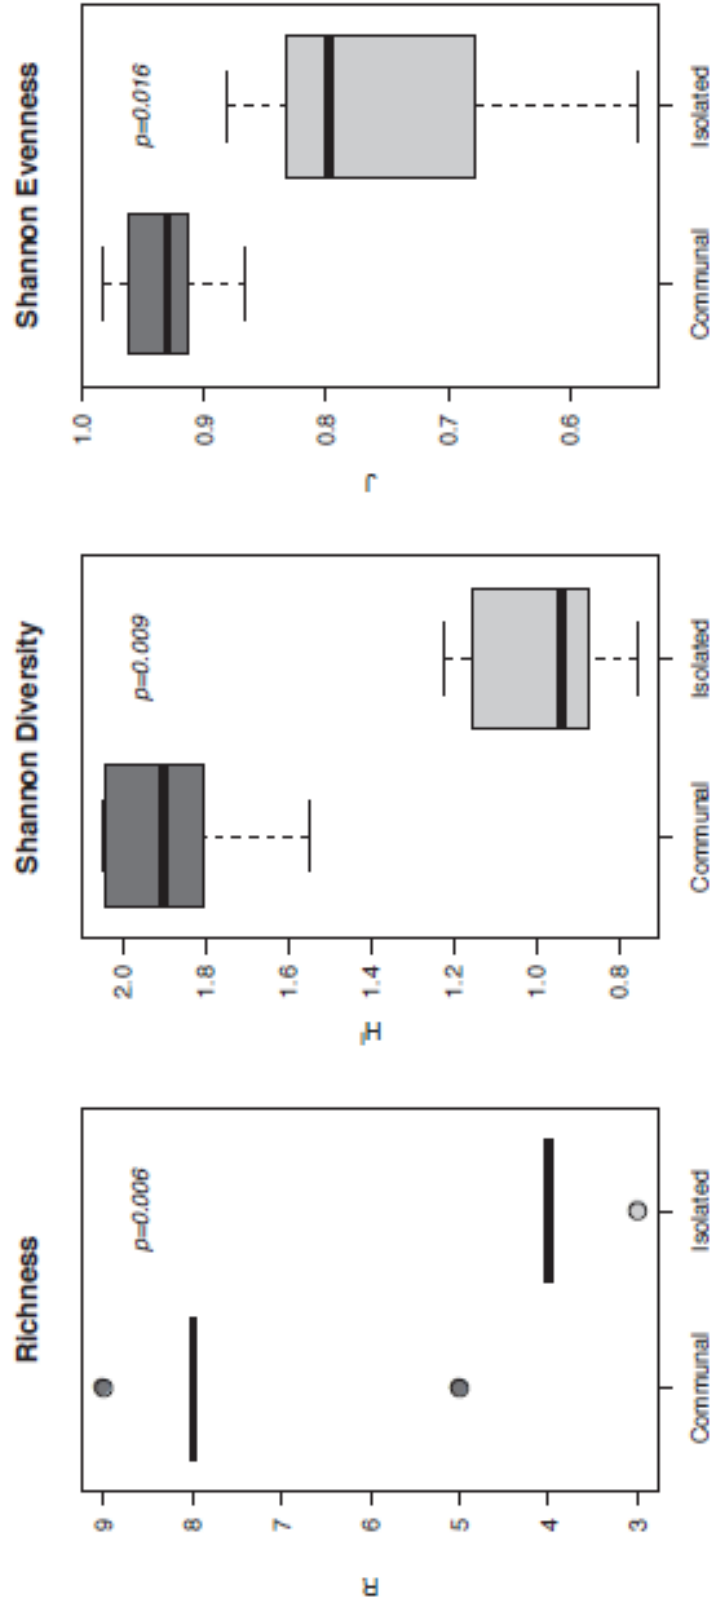 Richness
p=0.006
R
9
8
7
6
5
4
3
Communal
Isolated
Shannon Diversity
p=0.009
H'
2.0
1.8
1.6
1.4
1.2
1.0
0.8
Communal
Isolated
Shannon Evenness
p=0.016
J
1.0
0.9
0.8
0.7
0.6
Communal
Isolated